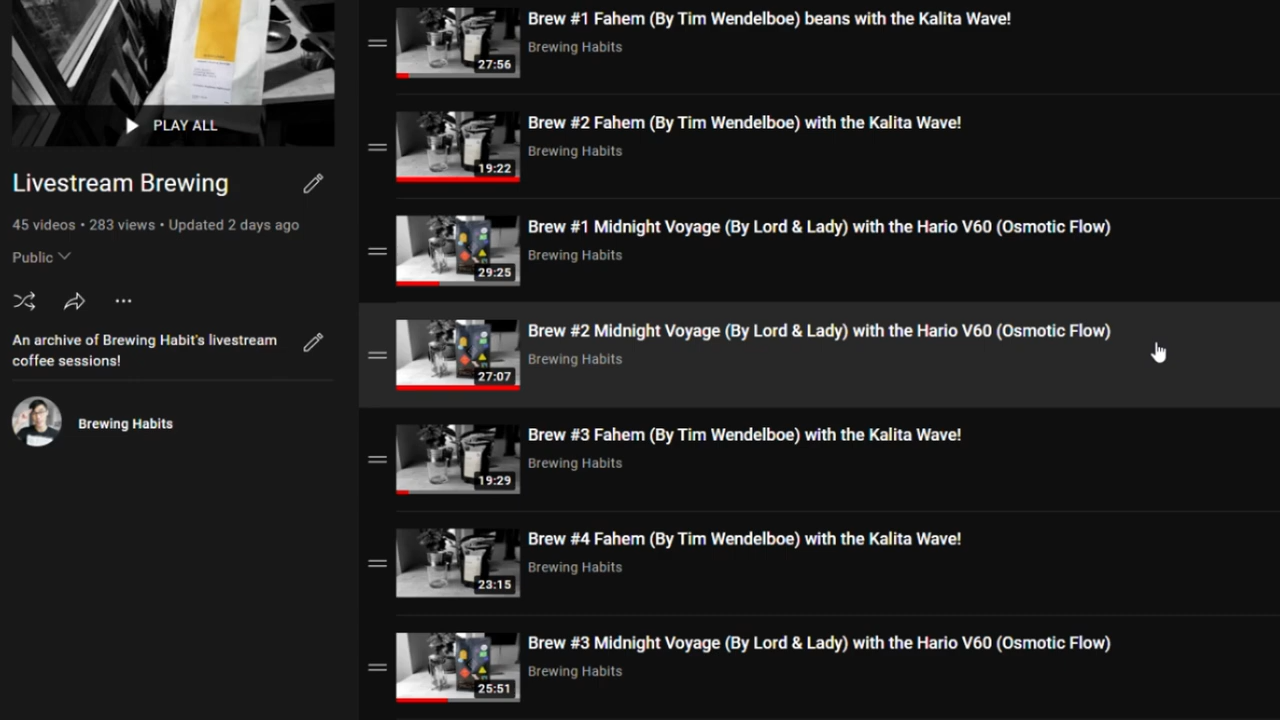 PLAY ALL
Livestream Brewing
45 videos • 283 views • Updated 2 days ago
Public
An archive of Brewing Habit's livestream
coffee sessions!
Brewing Habits
Brew #1 Fahem (By Tim Wendelboe) beans with the Kalita Wave!
Brewing Habits
27:56
Brew #2 Fahem (By Tim Wendelboe) with the Kalita Wave!
Brewing Habits
19:22
Brew #1 Midnight Voyage (By Lord & Lady) with the Hario V60 (Osmotic Flow)
Brewing Habits
29:25
Brew #2 Midnight Voyage (By Lord & Lady) with the Hario V60 (Osmotic Flow)
Brewing Habits
27:07
Brew #3 Fahem (By Tim Wendelboe) with the Kalita Wave!
Brewing Habits
19:29
Brew #4 Fahem (By Tim Wendelboe) with the Kalita Wave!
Brewing Habits
23:15
Brew #3 Midnight Voyage (By Lord & Lady) with the Hario V60 (Osmotic Flow)
Brewing Habits
25:51